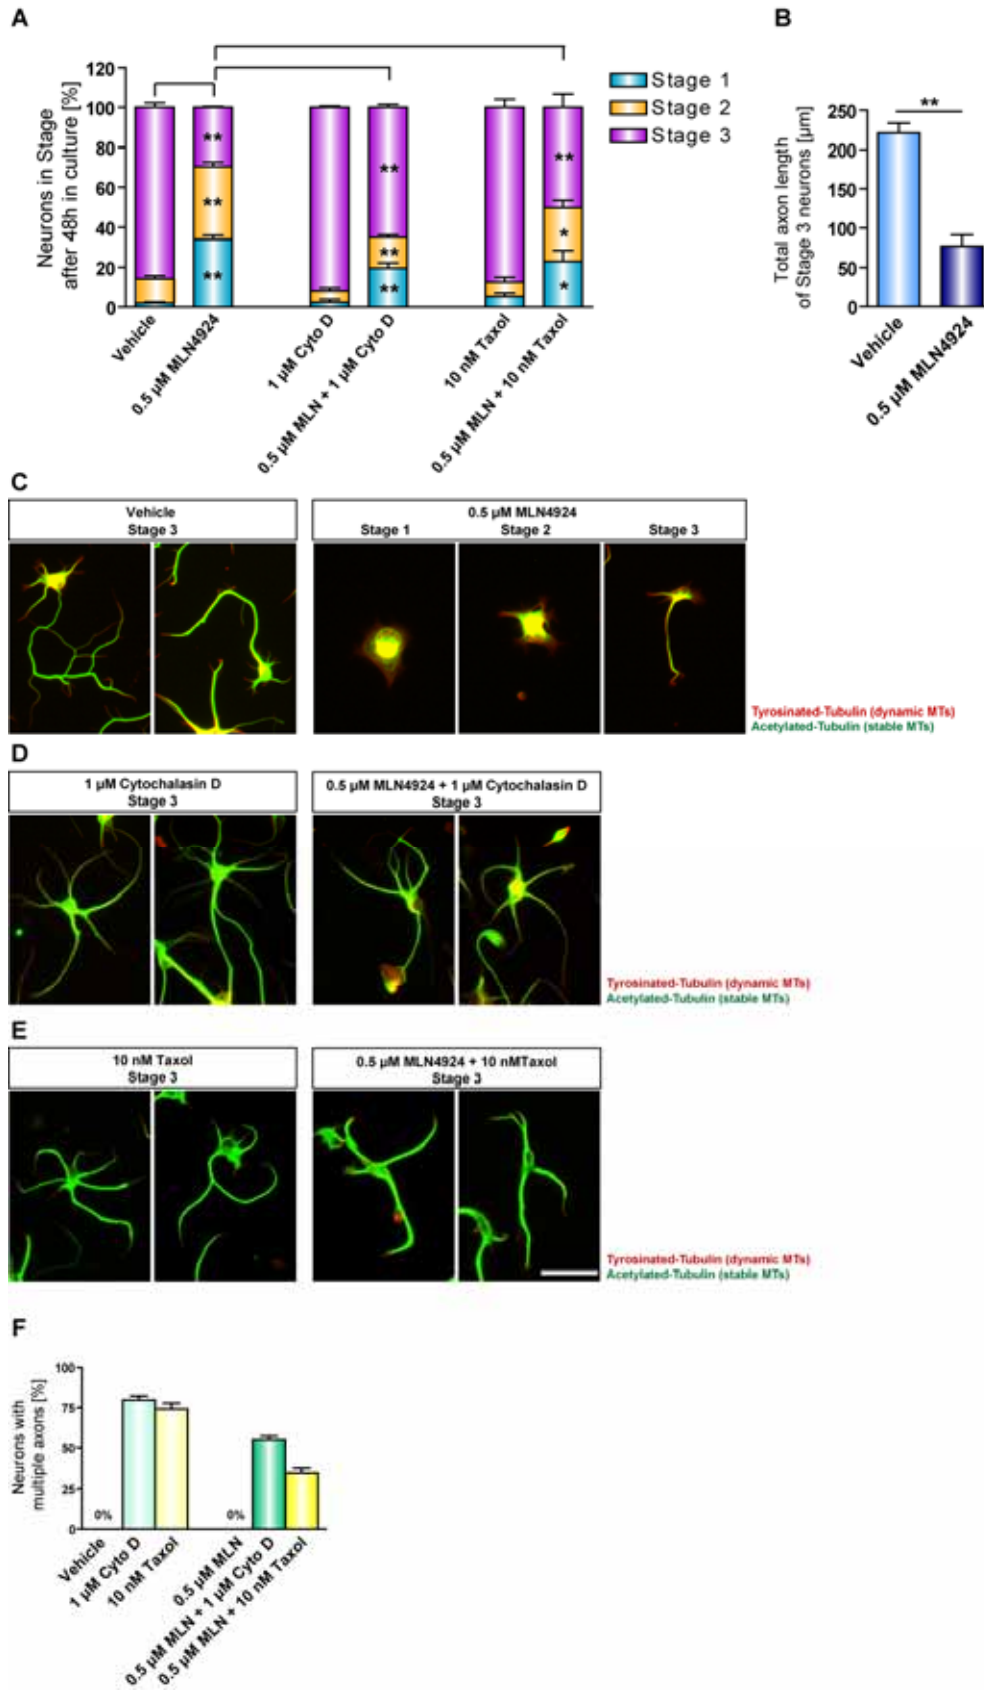 A
B
Neurons in Stage
after 48h in culture [%]
120
100
80
60
40
20
0
**
**
**
**
**
**
**
*
*
Stage 1
Stage 2
Stage 3
Vehicle
0.5 µM MLN4924
1 µM Cyto D
0.5 µM MLN + 1 µM Cyto D
10 nM Taxol
0.5 µM MLN + 10 nM Taxol
Total axon length
of Stage 3 neurons [µm]
250
200
150
100
50
0
**
Vehicle
0.5 µM MLN4924
C
Vehicle
Stage 3
0.5 µM MLN4924
Stage 1
Stage 2
Stage 3
Tyrosinated-Tubulin (dynamic MTs)
Acetylated-Tubulin (stable MTs)
D
1 µM Cytochalasin D
Stage 3
0.5 µM MLN4924 + 1 µM Cytochalasin D
Stage 3
Tyrosinated-Tubulin (dynamic MTs)
Acetylated-Tubulin (stable MTs)
E
10 nM Taxol
Stage 3
0.5 µM MLN4924 + 10 nMTaxol
Stage 3
Tyrosinated-Tubulin (dynamic MTs)
Acetylated-Tubulin (stable MTs)
F
Neurons with
multiple axons [%]
100
75
50
25
0
0%
0%
Vehicle
1 µM Cyto D
10 nM Taxol
0.5 µM MLN
0.5 µM MLN + 1 µM Cyto D
0.5 µM MLN + 10 nM Taxol